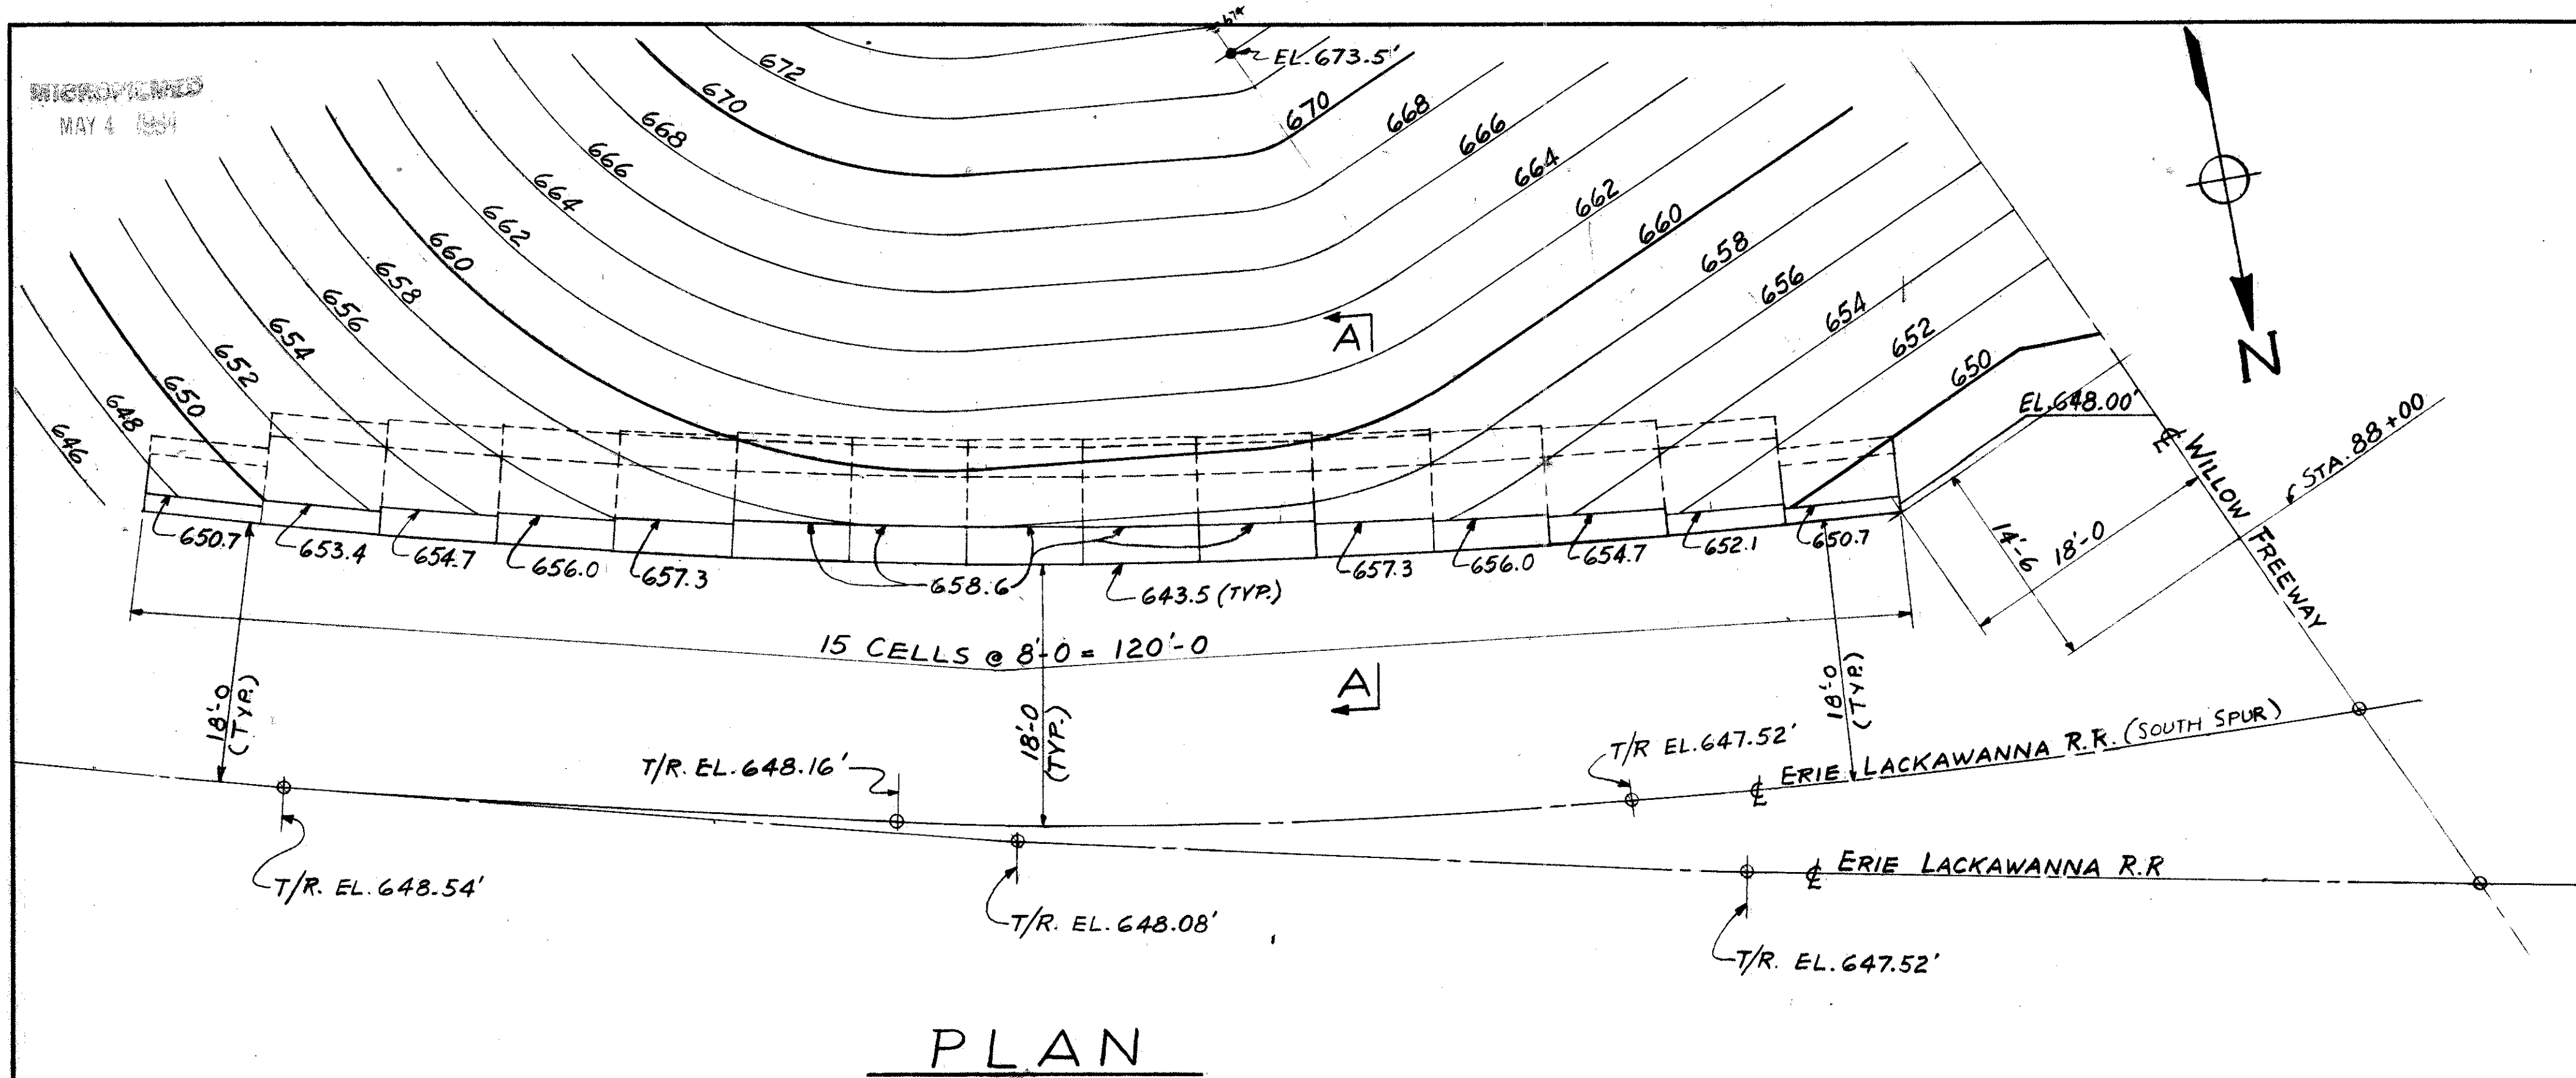 MICROFILMED
MAY 4
674
EL.673.5'
672
670
668
666
664
662
660
658
656
654
652
650
648
646
670
668
666
664
662
660
658
656
654
652
650
EL.648.00'
N
A
A
℄ WILLOW FREEWAY
STA.88+00
14'-6
18'-0
650.7
653.4
654.7
656.0
657.3
658.6
643.5 (TYP.)
657.3
656.0
654.7
652.1
650.7
15 CELLS @ 8'-0 = 120'-0
18'-0
(TYP.)
18'-0
(TYP.)
18'-0
(TYP.)
T/R. EL.648.16'
T/R EL.647.52'
℄ ERIE LACKAWANNA R.R. (SOUTH SPUR)
T/R. EL.648.54'
T/R. EL.648.08'
℄ ERIE LACKAWANNA R.R
T/R. EL.647.52'
PLAN